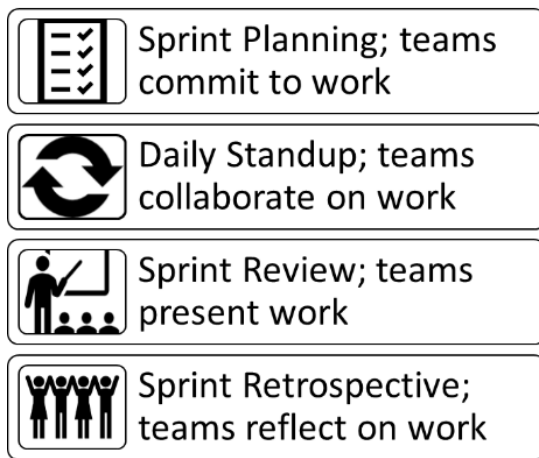 Sprint Planning; teams
commit to work
Daily Standup; teams
collaborate on work
Sprint Review; teams
present work
Sprint Retrospective;
teams reflect on work